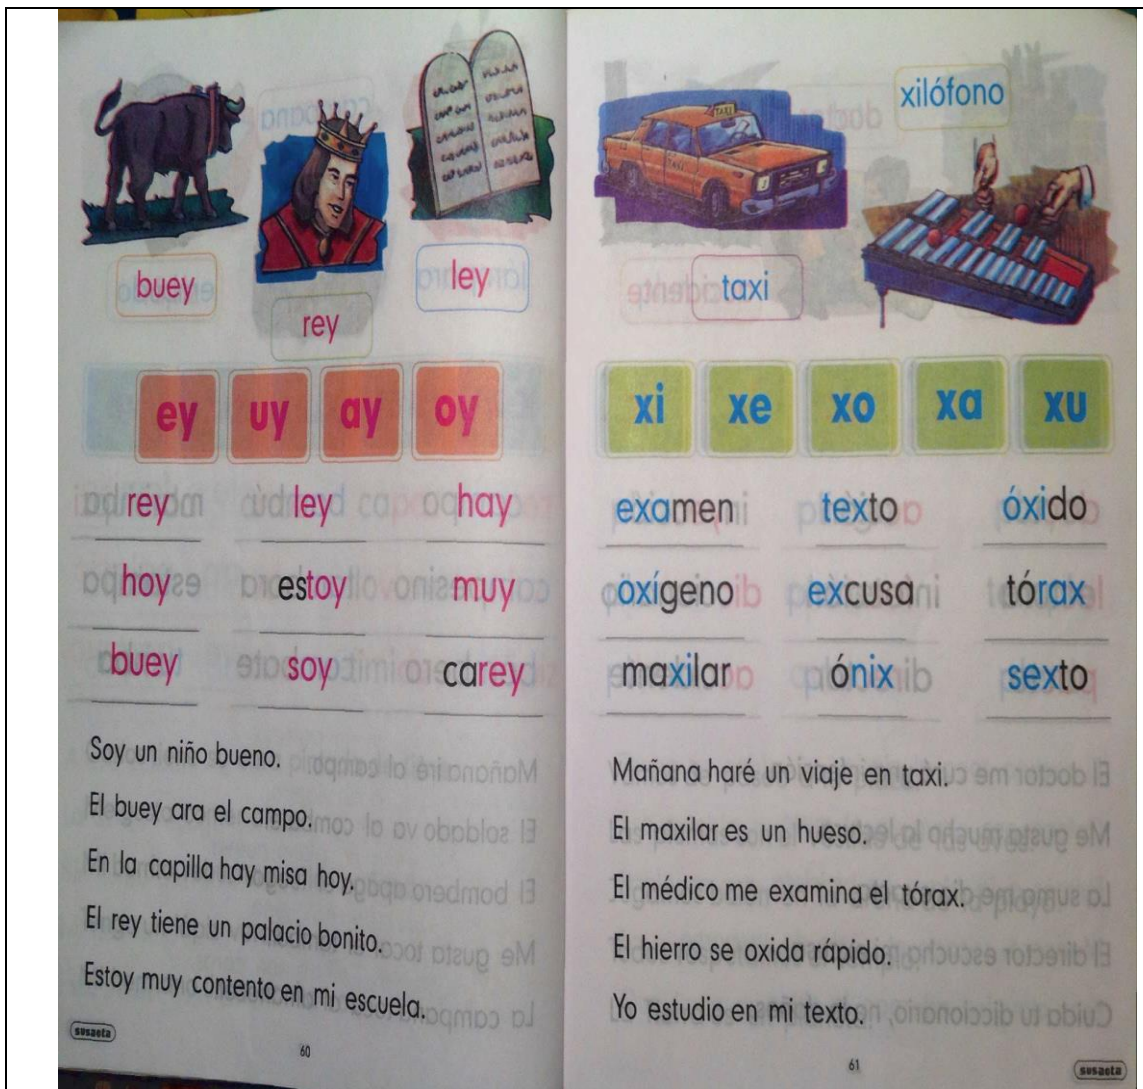 buey
rey
ley
ey uy ay oy
rey ley hay
hoy estoy muy
buey soy carey
Soy un niño bueno.
El buey ara el campo.
En la capilla hay misa hoy.
El rey tiene un palacio bonito.
Estoy muy contento en mi escuela.
susaeta
60
TAXI
TAXI
xilófono
taxi
xi xe xo xa xu
examen texto óxido
oxígeno excusa tórax
maxilar ónix sexto
Mañana haré un viaje en taxi.
El maxilar es un hueso.
El médico me examina el tórax.
El hierro se oxida rápido.
Yo estudio en mi texto.
61
susaeta